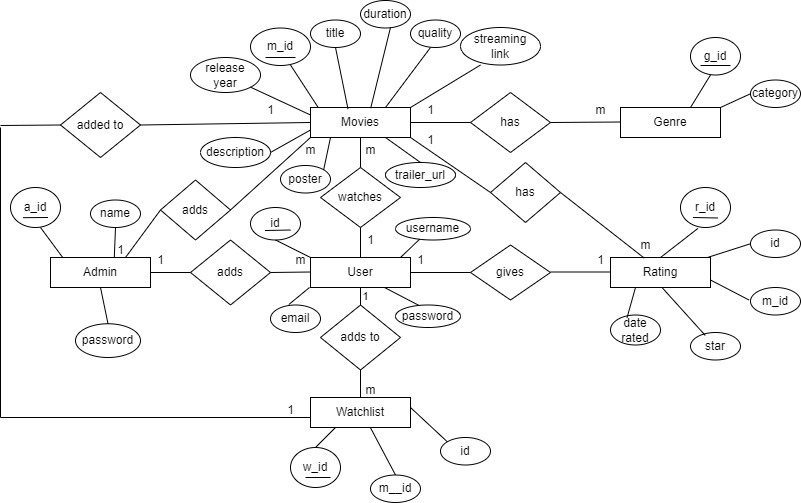 duration
title
quality
m_id
streaming
link
g_id
release
year
category
1
1
m
added to
Movies
has
Genre
1
description
m
m
poster
trailer_url
has
watches
a_id
adds
r_id
name
id
username
1
m
1
m
1
1
1
id
Admin
adds
User
gives
Rating
1
m_id
email
password
date
rated
password
adds to
star
m
1
Watchlist
id
w_id
m__id